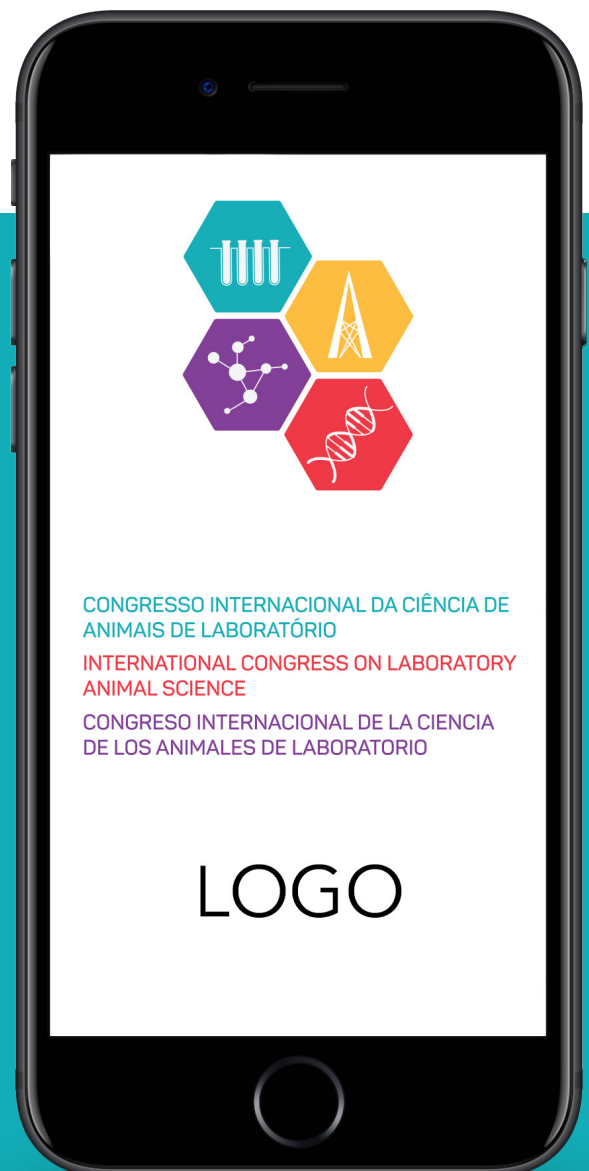 CONGRESSO INTERNACIONAL DA CIÊNCIA DE
ANIMAIS DE LABORATÓRIO
INTERNATIONAL CONGRESS ON LABORATORY
ANIMAL SCIENCE
CONGRESO INTERNACIONAL DE LA CIENCIA
DE LOS ANIMALES DE LABORATORIO
LOGO